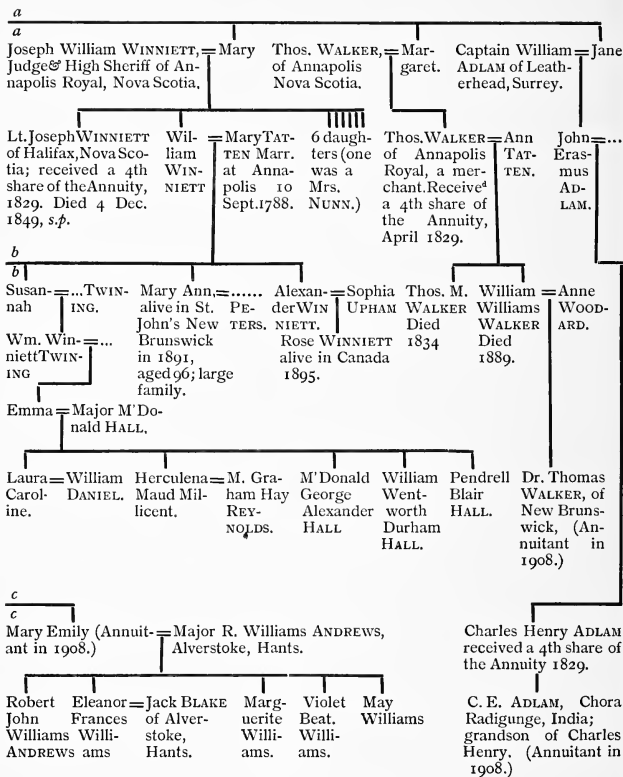 a
a
Joseph William WINNIETT, = Mary
Judge & High Sheriff of An-
napolis Royal, Nova Scotia.
Thos. WALKER, = Mar-
of Annapolis garet.
Nova Scotia.
Captain William = Jane
ADLAM of Leath-
erhead, Surrey.
Lt. Joseph WINNIETT
of Halifax, Nova Sco-
tia; received a 4th
share of the Annuity,
1829. Died 4 Dec.
1849, s.p.
Wil-
liam
WIN-
NIETT
= Mary TAT-
TEN Marr.
at Anna-
polis 10
Sept. 1788.
6 daugh-
ters (one
was a
Mrs.
NUNN.)
Thos. WALKER =
of Annapolis
Royal, a mer-
chant. Received
a 4th share of
the Annuity,
April 1829.
Ann
TAT-
TEN.
John = ...
Eras-
mus
AD-
LAM.
b
b
Susan- = ... TWIN-
nah ING.
Wm. Win- = ...
niett TWIN-
ING
Mary Ann, = ......
alive in St. PE-
John's New TERS.
Brunswick
in 1891,
aged 96; large
family.
Alexan- = Sophia
der WIN UPHAM
NIETT.
Rose WINNIETT
alive in Canada
1895.
Thos. M.
WALKER
Died
1834
William = Anne
Williams WOOD-
WALKER ARD.
Died
1889.
Emma = Major M'Do-
nald HALL.
Laura = William
Carol- DANIEL.
ine.
Herculena = M. Gra-
Maud Mil- ham Hay
licent. REY-
NOLDS.
M'Donald
George
Alexander
HALL
William
Went-
worth
Durham
HALL.
Pendrell
Blair
HALL.
Dr. Thomas
WALKER, of
New Bruns-
wick, (An-
nuitant in
1908.)
c
c
Mary Emily (Annuit- = Major R. Williams ANDREWS,
ant in 1908.) Alverstoke, Hants.
Charles Henry ADLAM
received a 4th share of
the Annuity 1829.
Robert
John
Williams
ANDREWS
Eleanor = Jack BLAKE
Frances of Alver-
Willi- stoke,
ams Hants.
Marg-
uerite
Willi-
ams.
Violet
Beat.
Willi-
ams.
May
Williams
C. E. ADLAM, Chora
Radigunge, India;
grandson of Charles
Henry. (Annuitant in
1908.)